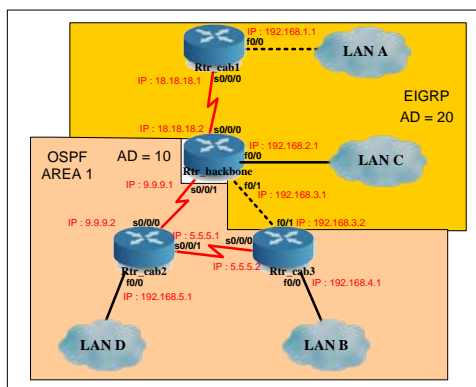 IP : 192.168.1.1
f0/0
LAN A
Rtr_cab1
s0/0/0
IP : 18.18.18.1
EIGRP
AD = 20
IP : 18.18.18.2
s0/0/0
IP : 192.168.2.1
f0/0
LAN C
OSPF
AREA 1
AD = 10
Rtr_backbone
s0/0/1
f0/1
IP : 9.9.9.1
IP : 192.168.3.1
IP : 9.9.9.2
s0/0/0
IP : 5.5.5.1
s0/0/1
s0/0/0
f0/1
IP : 192.168.3.2
IP : 5.5.5.2
Rtr_cab2
f0/0
Rtr_cab3
f0/0
IP : 192.168.5.1
IP : 192.168.4.1
LAN D
LAN B